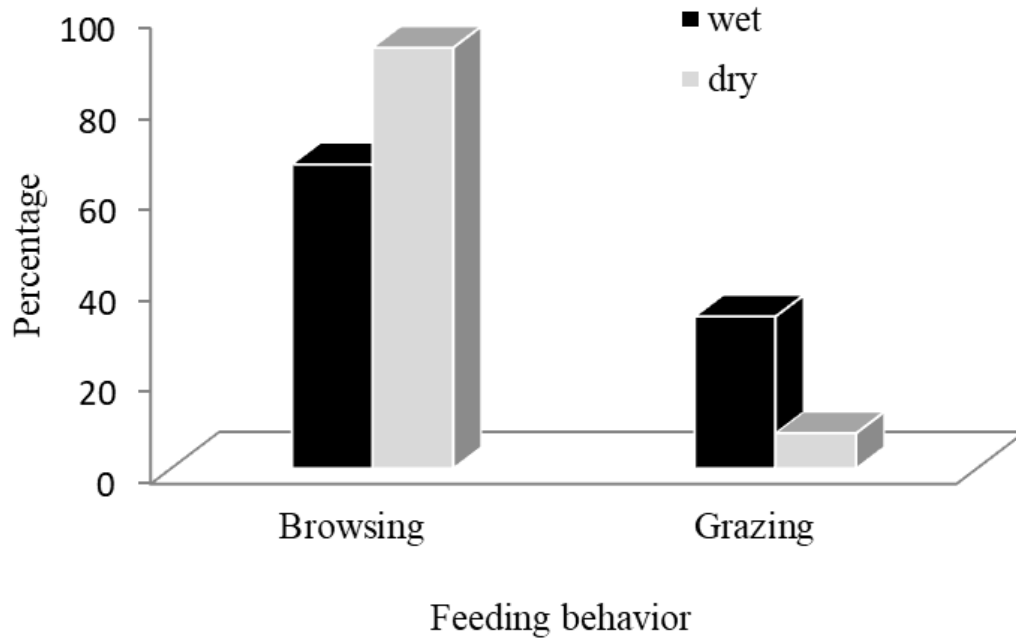 wet
dry
100
80
60
40
20
0
Percentage
Browsing
Grazing
Feeding behavior